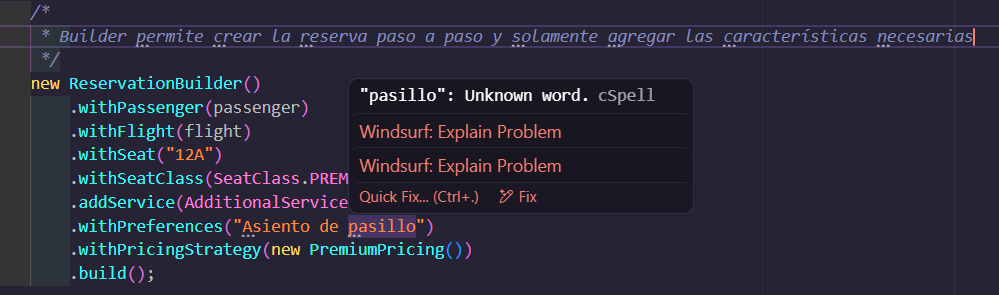 /*
* Builder permite crear la reserva paso a paso y solamente agregar las características necesarias
*/
new ReservationBuilder()
"pasillo": Unknown word. cSpell
.withPassenger(passenger)
Windsurf: Explain Problem
.withFlight(flight)
.withSeat("12A")
Windsurf: Explain Problem
.withSeatClass(SeatClass.PREM
.addService(AdditionalService
Quick Fix... (Ctrl+.) Fix
.withPreferences("Asiento de pasillo")
.withPricingStrategy(new PremiumPricing())
.build();